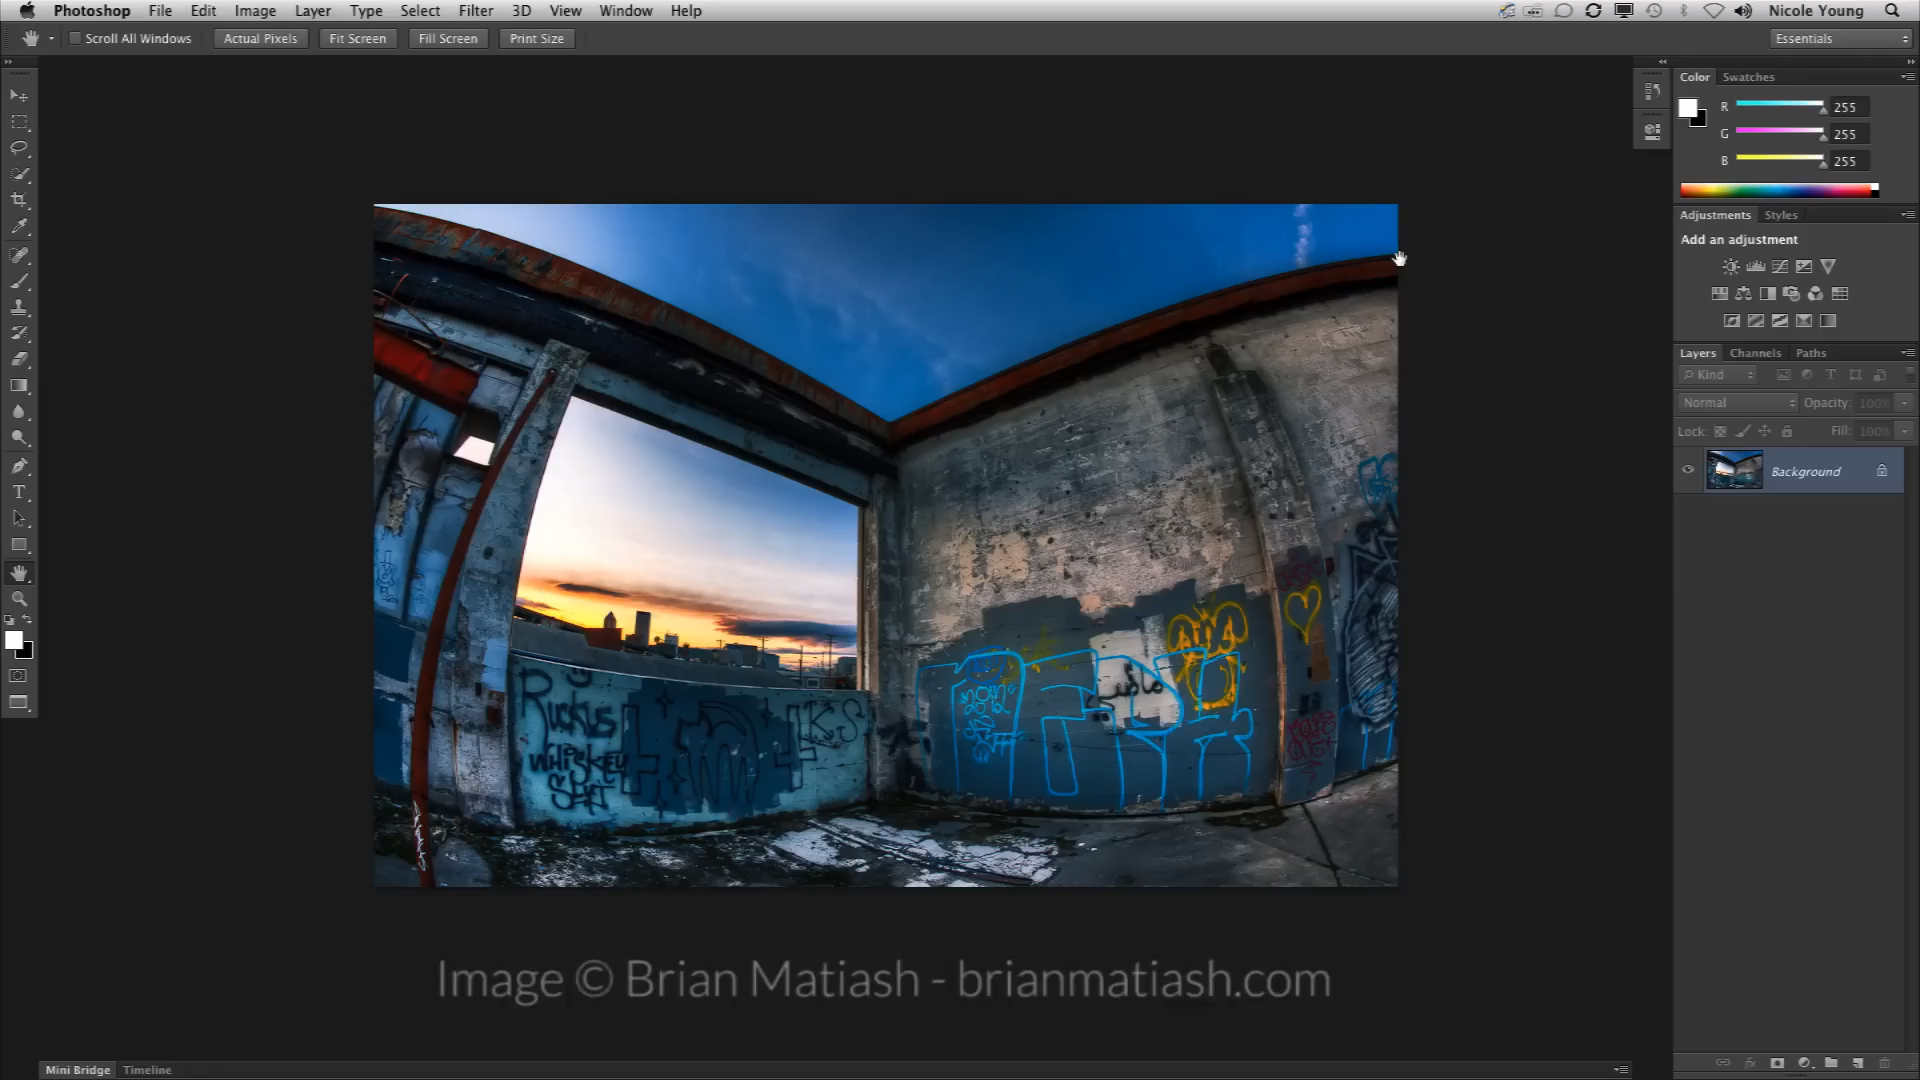 Photoshop File Edit Image Layer Type Select Filter 3D View Window Help Nicole Young
Scroll All Windows Actual Pixels Fit Screen Fill Screen Print Size Essentials
Color Swatches
R 255
G 255
B 255
Adjustments Styles
Add an adjustment
Layers Channels Paths
Kind
Normal Opacity: 100%
Lock: Fill: 100%
Background
RUCKUS
WHISKEY
Image © Brian Matiash - brianmatiash.com
Mini Bridge Timeline